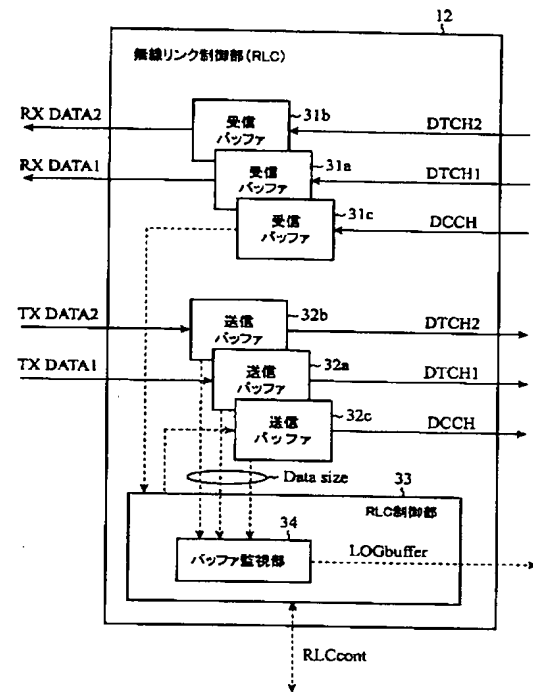 12
無線リンク制御部(RLC)
RX DATA2
受信
バッファ
31b
DTCH2
RX DATA1
受信
バッファ
31a
DTCH1
受信
バッファ
31c
DCCH
TX DATA2
送信
バッファ
32b
DTCH2
TX DATA1
送信
バッファ
32a
DTCH1
送信
バッファ
32c
DCCH
Data size
33
RLC制御部
34
バッファ監視部
LOGbuffer
RLCcont